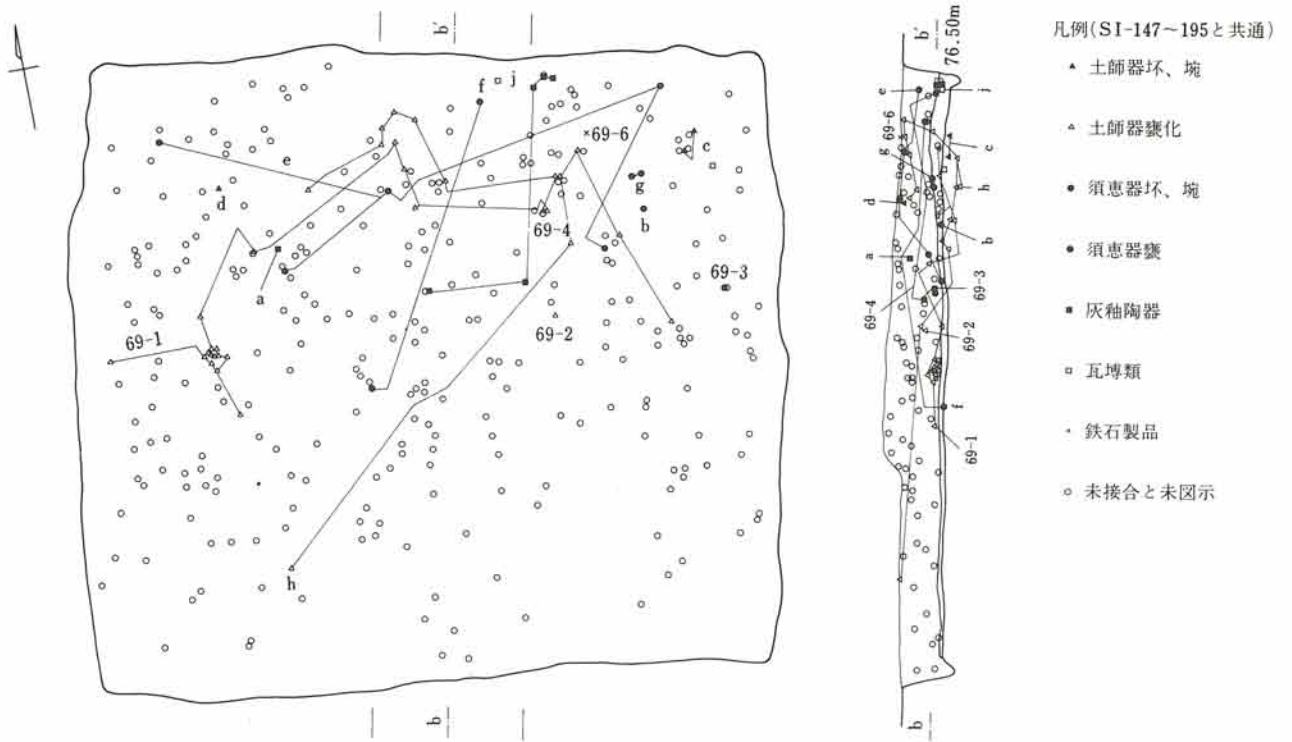 b'
f
j
×69-6
c
e
d
g
b
69-4
a
69-3
69-2
69-1
h
b
b'
76.50m
e
j
69-6
c
g
h
d
b
a
69-3
69-4
69-2
f
69-1
b
凡例(SI-147~195と共通)
土師器坏、埦
土師器甕化
須恵器坏、埦
須恵器甕
灰釉陶器
瓦塼類
鉄石製品
未接合と未図示